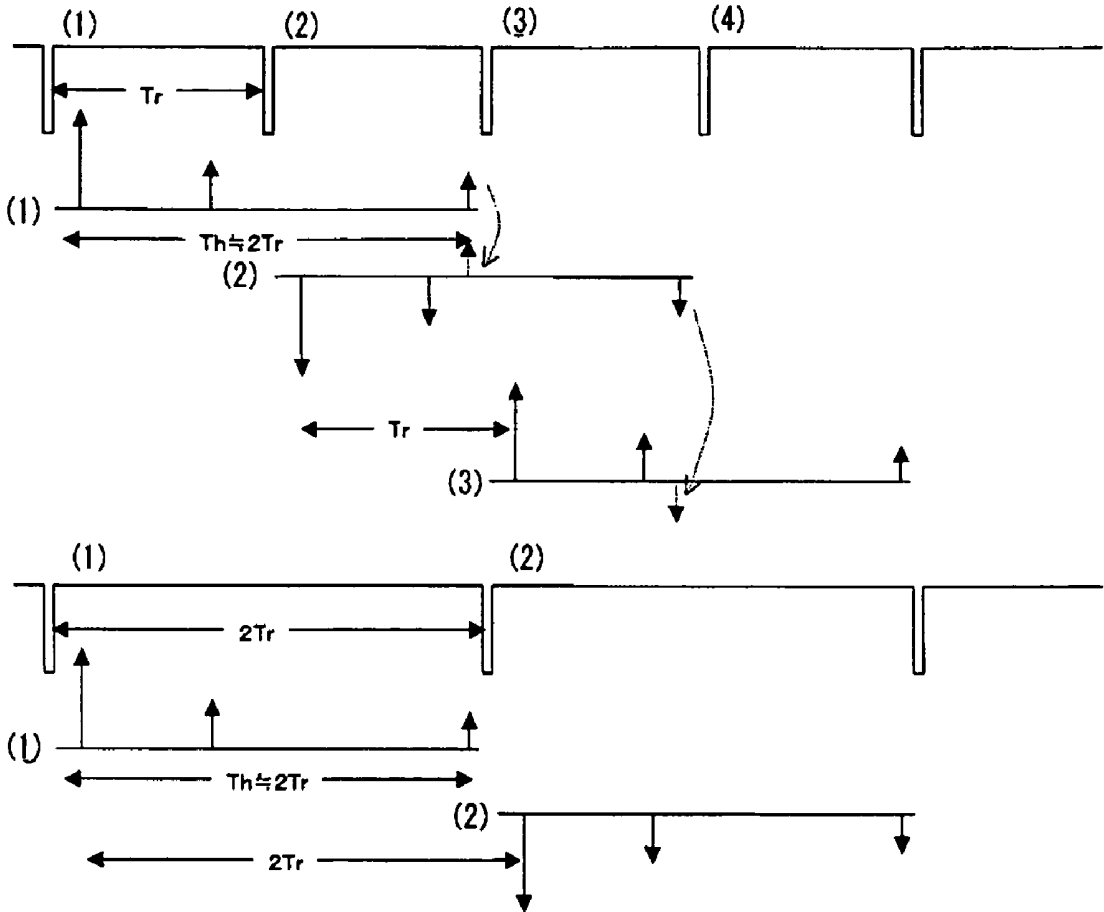 (1) (2) (3) (4)
Tr
(1)
Th≒2Tr
(2)
Tr
(3)
(1) (2)
2Tr
(1)
Th≒2Tr
(2)
2Tr